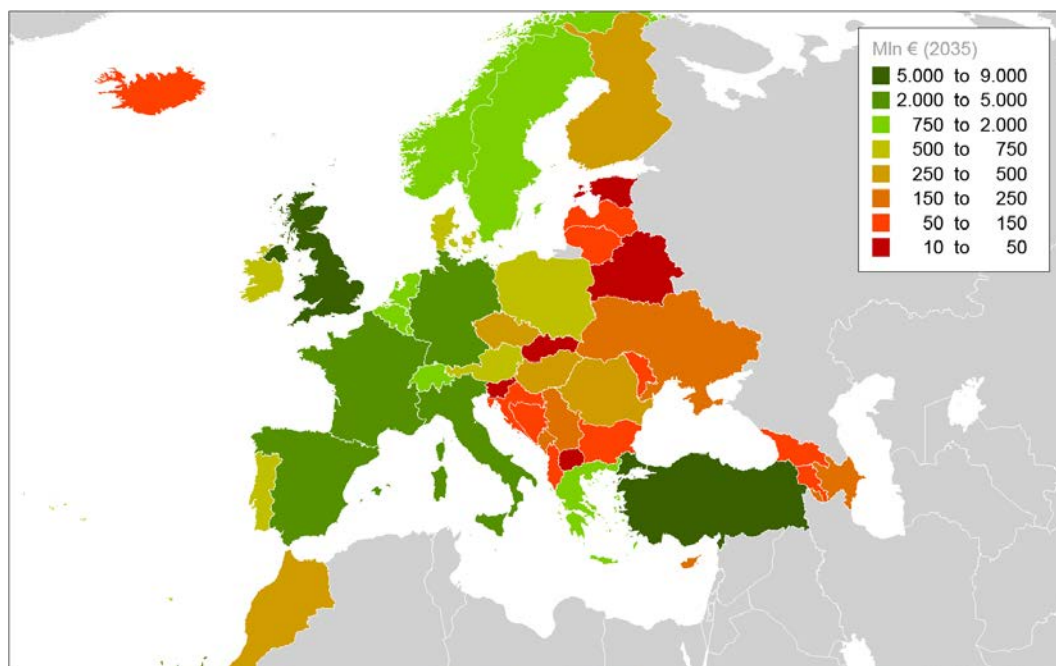 Mln € (2035)
5.000 to 9.000
2.000 to 5.000
750 to 2.000
500 to 750
250 to 500
150 to 250
50 to 150
10 to 50